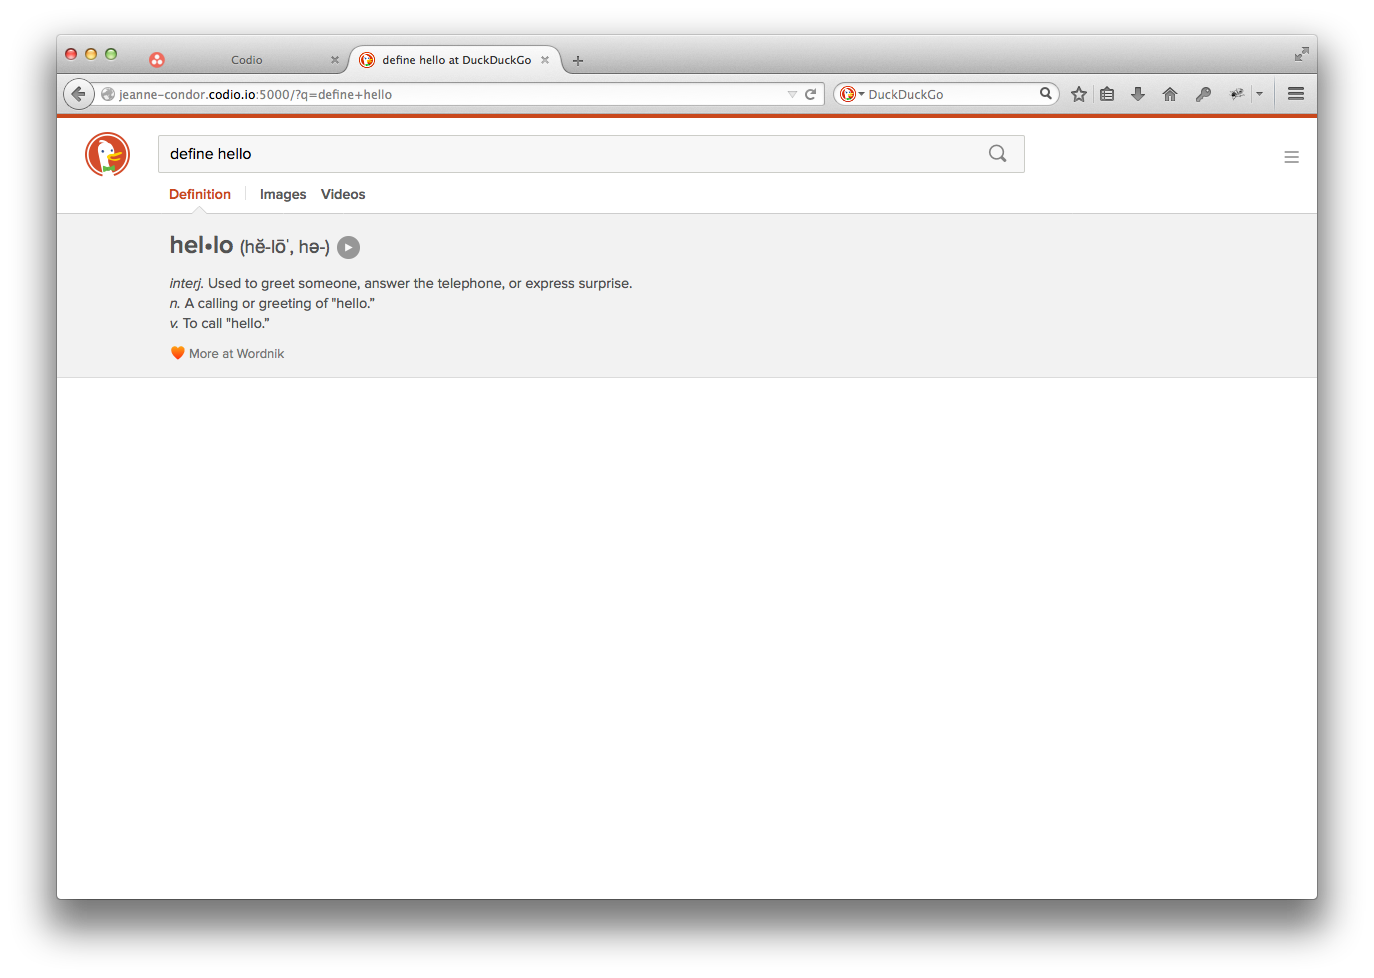 Codio
define hello at DuckDuckGo
jeanne-condor.codio.io:5000/?q=define+hello
DuckDuckGo
define hello
Definition
Images
Videos
hel•lo (hĕ-lōˈ, hə-)
interj. Used to greet someone, answer the telephone, or express surprise.
n. A calling or greeting of "hello.”
v. To call "hello.”
More at Wordnik